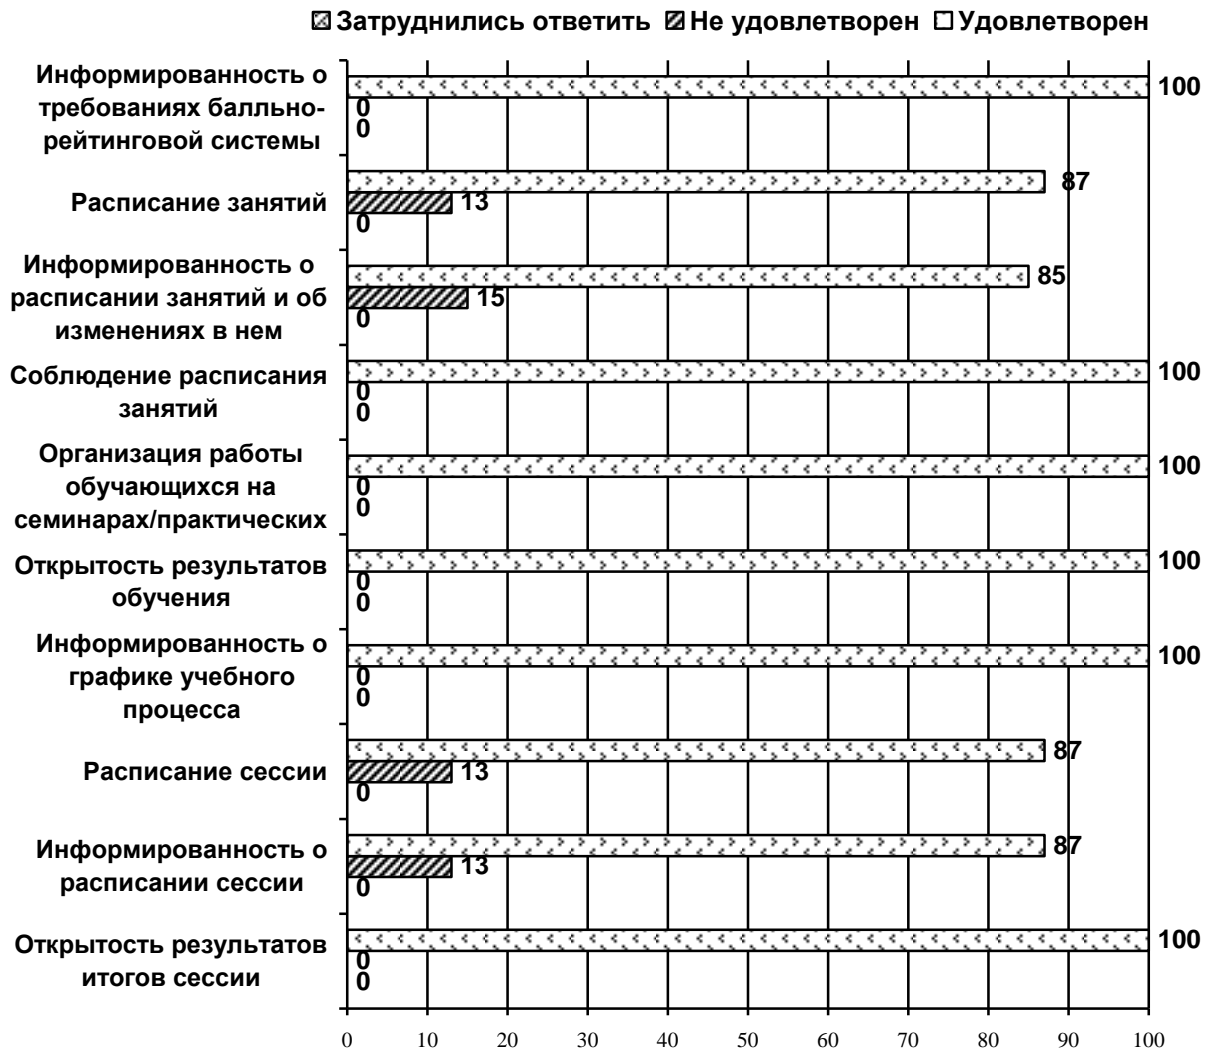 Затруднились ответить Не удовлетворен Удовлетворен
Информированность о
требованиях балльно-
рейтинговой системы
100
0
0
Расписание занятий
87
13
0
Информированность о
расписании занятий и об
изменениях в нем
85
15
0
Соблюдение расписания
занятий
100
0
0
Организация работы
обучающихся на
семинарах/практических
100
0
0
Открытость результатов
обучения
100
0
0
Информированность о
графике учебного
процесса
100
0
0
Расписание сессии
87
13
0
Информированность о
расписании сессии
87
13
0
Открытость результатов
итогов сессии
100
0
0
0 10 20 30 40 50 60 70 80 90 100